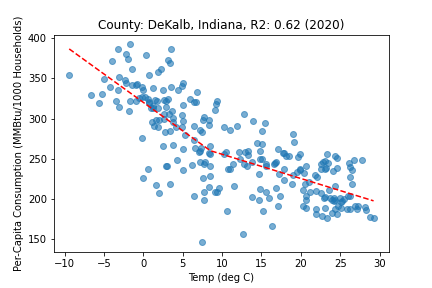 County: DeKalb, Indiana, R2: 0.62 (2020)
Per-Capita Consumption (MMBtu/1000 Households)
400
350
300
250
200
150
−10 −5 0 5 10 15 20 25 30
Temp (deg C)